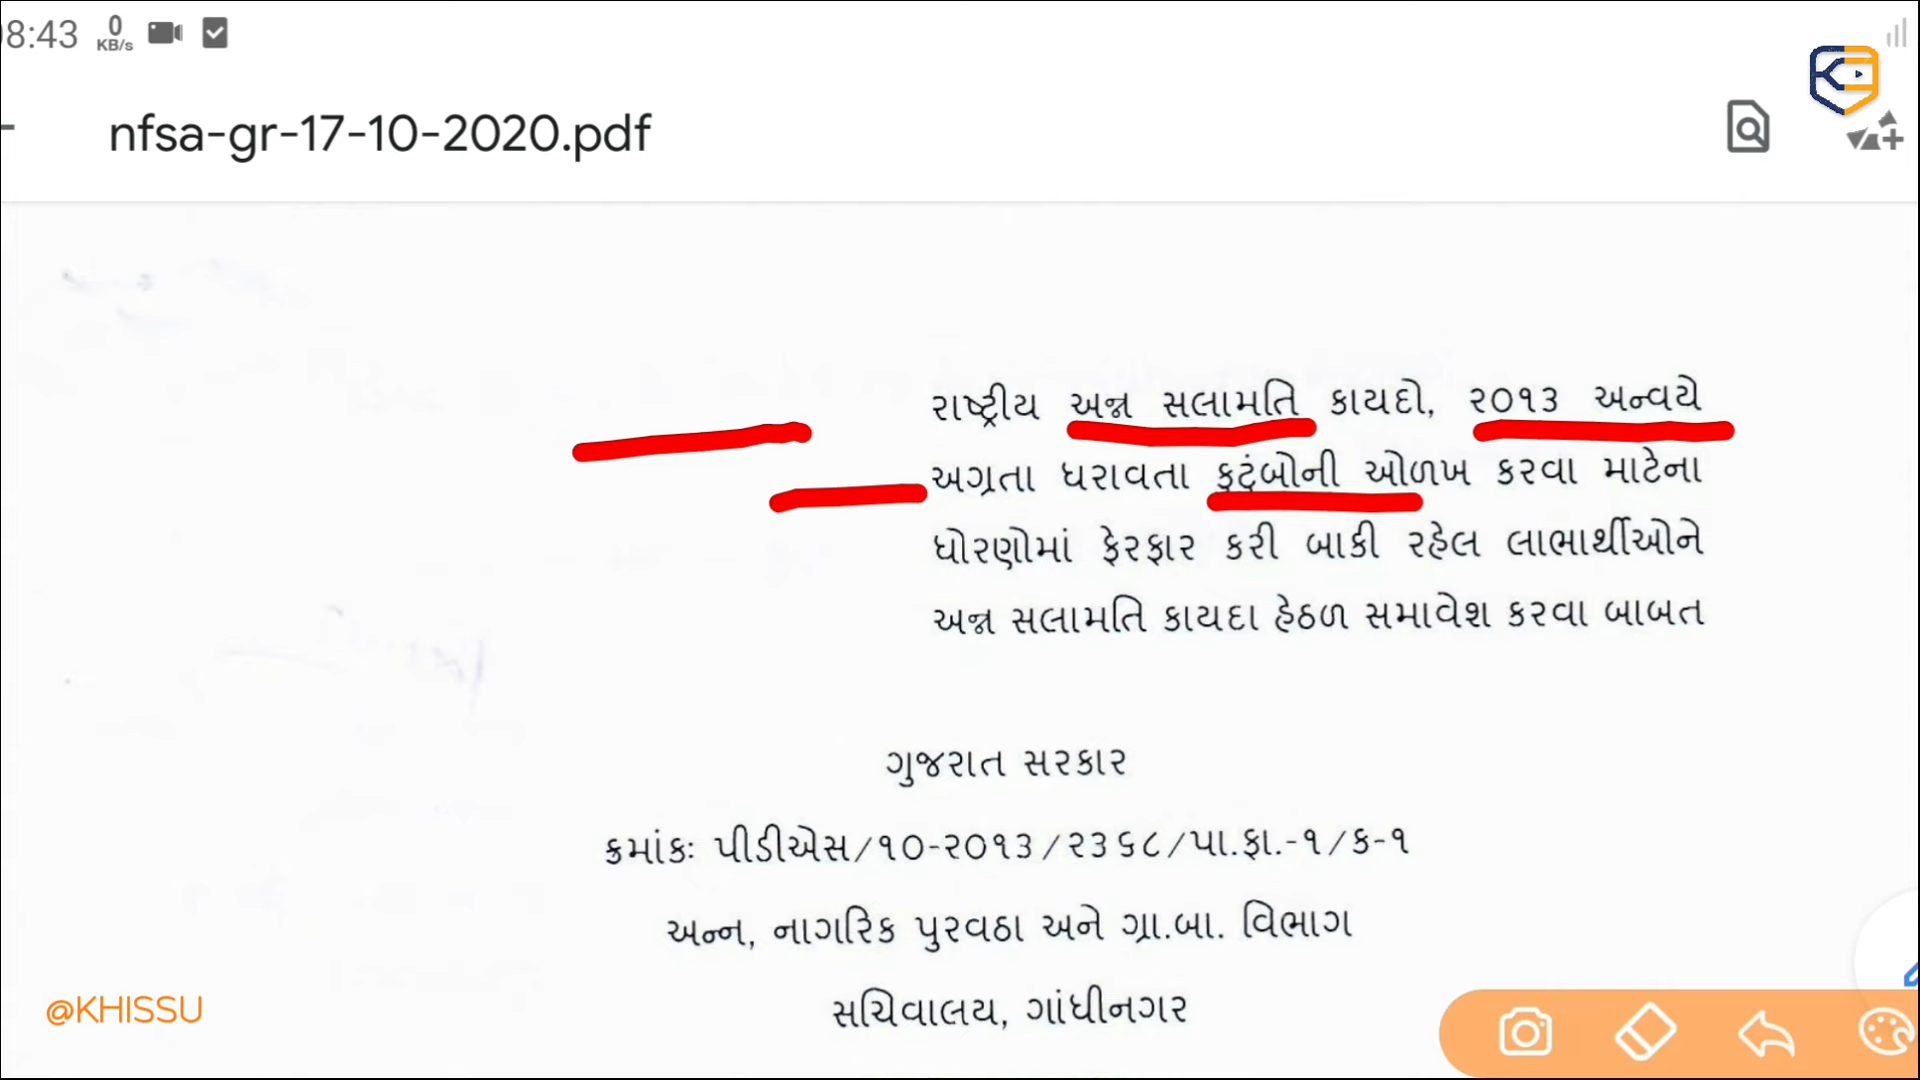 08:43 0 KB/s
nfsa-gr-17-10-2020.pdf
રાષ્ટ્રીય અન્ન સલામતિ કાયદો, ૨૦૧૩ અન્વયે
અગ્રતા ધરાવતા કુટુંબોની ઓળખ કરવા માટેના
ધોરણોમાં ફેરફાર કરી બાકી રહેલ લાભાર્થીઓને
અન્ન સલામતિ કાયદા હેઠળ સમાવેશ કરવા બાબત
ગુજરાત સરકાર
ક્રમાંકઃ પીડીએસ/૧૦-૨૦૧૩/૨૩૬૮/પા.ફા.-૧/ક-૧
અન્ન, નાગરિક પુરવઠા અને ગ્રા.બા. વિભાગ
સચિવાલય, ગાંધીનગર
@KHISSU